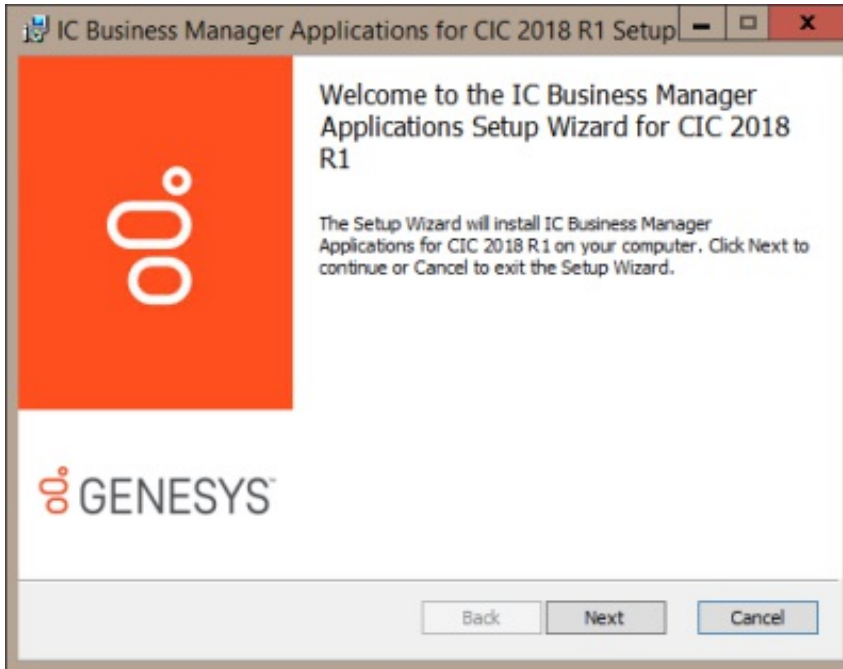 IC Business Manager Applications for CIC 2018 R1 Setup
Welcome to the IC Business Manager
Applications Setup Wizard for CIC 2018
R1
The Setup Wizard will install IC Business Manager
Applications for CIC 2018 R1 on your computer. Click Next to
continue or Cancel to exit the Setup Wizard.
GENESYS™
Back Next Cancel